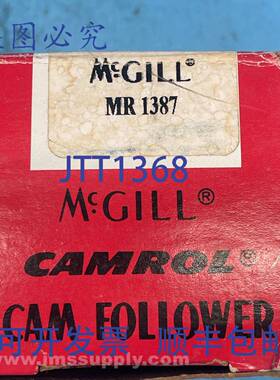 盗图必究
McGILL®
MR 1387
JTT1368
McGILL®
CAMROL®
CAM FOLLOWER
可开发票 顺丰包邮
www.jmssupply.com